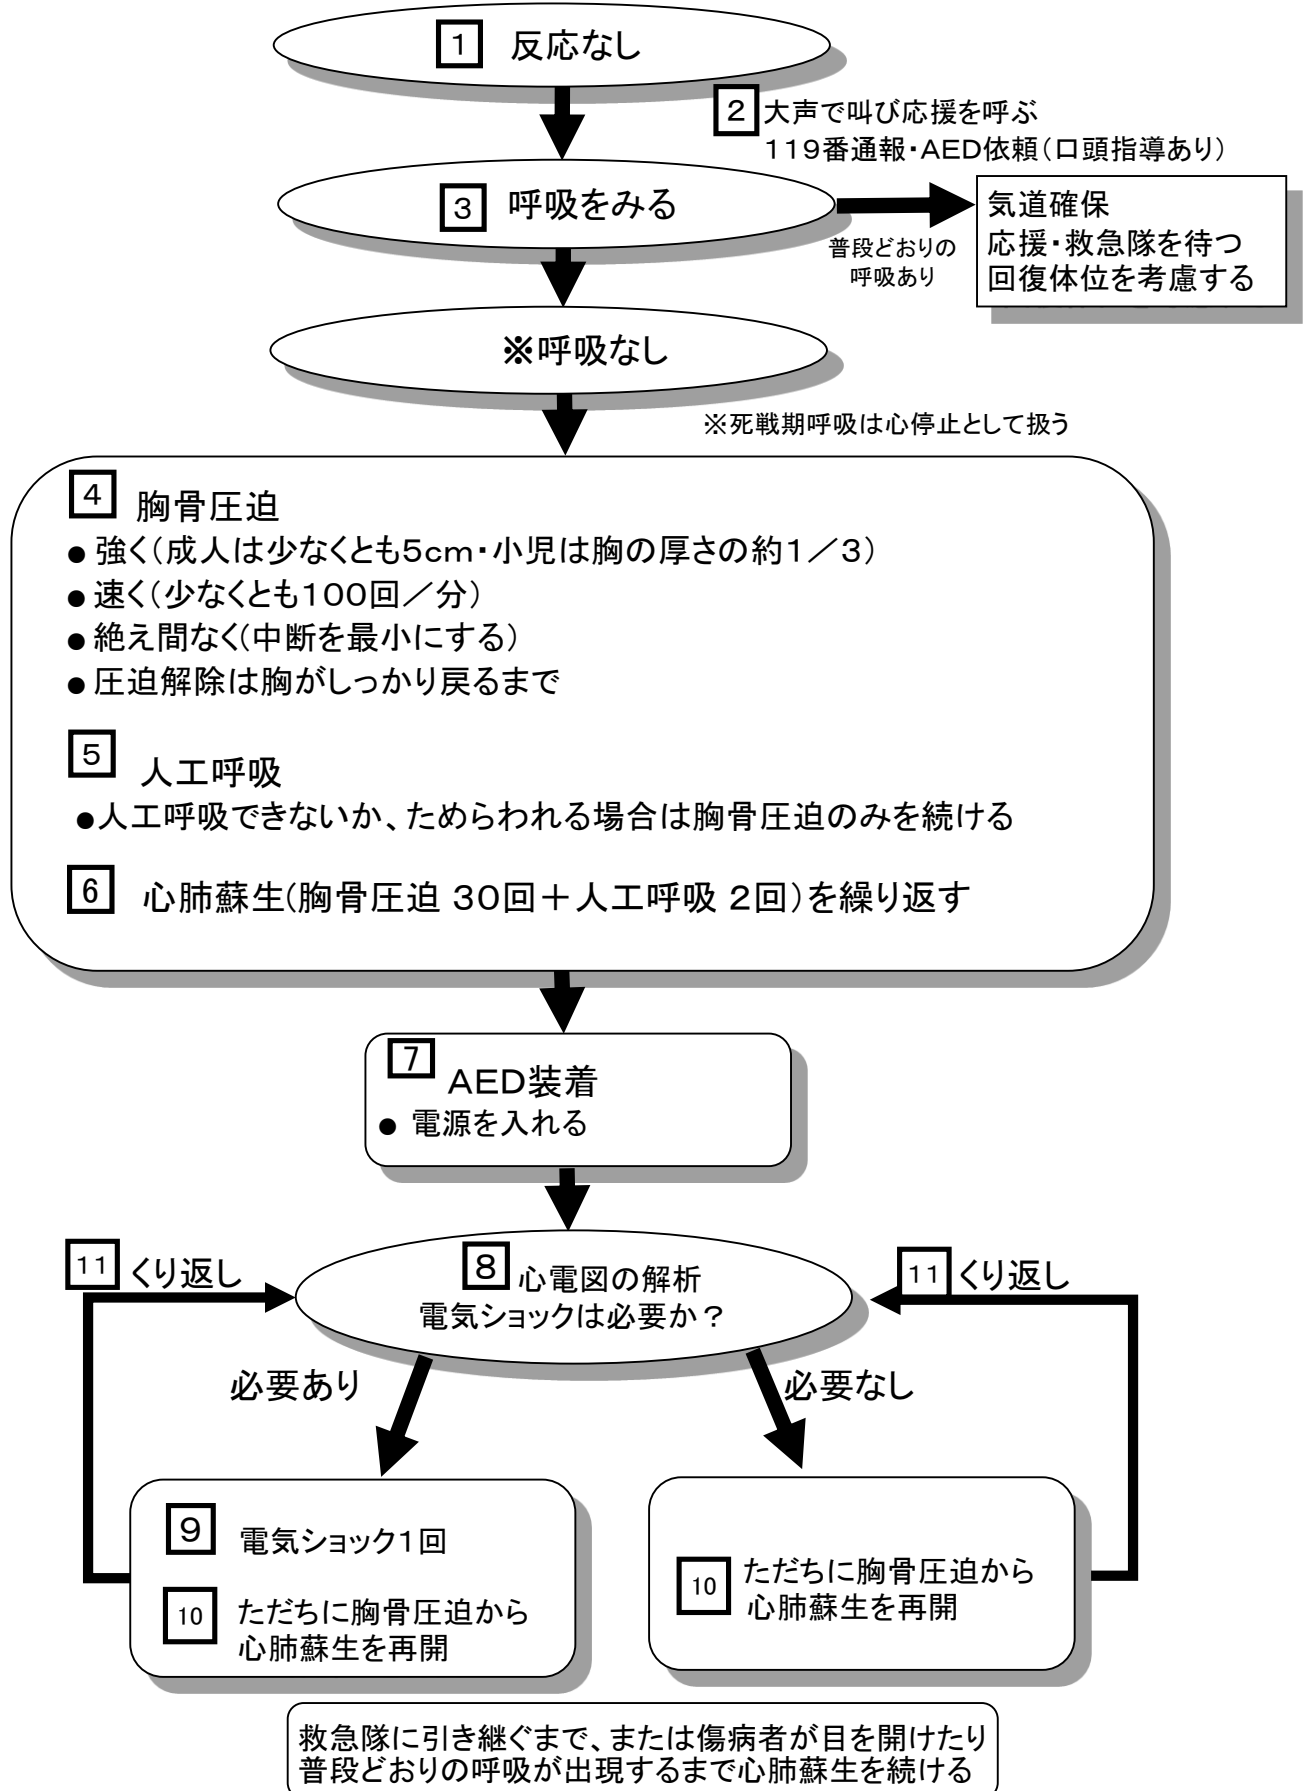 1 反応なし
2 大声で叫び応援を呼ぶ
119番通報・AED依頼(口頭指導あり)
3 呼吸をみる
普段どおりの
呼吸あり
気道確保
応援・救急隊を待つ
回復体位を考慮する
※呼吸なし
※死戦期呼吸は心停止として扱う
4 胸骨圧迫
●強く(成人は少なくとも5cm・小児は胸の厚さの約1/3)
●速く(少なくとも100回/分)
●絶え間なく(中断を最小にする)
●圧迫解除は胸がしっかり戻るまで
5 人工呼吸
●人工呼吸できないか、ためらわれる場合は胸骨圧迫のみを続ける
6 心肺蘇生(胸骨圧迫 30回+人工呼吸 2回)を繰り返す
7 AED装着
● 電源を入れる
8 心電図の解析
電気ショックは必要か?
11 くり返し
11 くり返し
必要あり
必要なし
9 電気ショック1回
10 ただちに胸骨圧迫から
心肺蘇生を再開
10 ただちに胸骨圧迫から
心肺蘇生を再開
救急隊に引き継ぐまで、または傷病者が目を開けたり
普段どおりの呼吸が出現するまで心肺蘇生を続ける